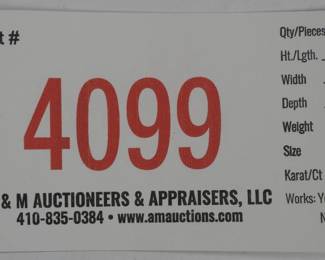 t #
4099
& M AUCTIONEERS & APPRAISERS, LLC
410-835-0384 • www.amauctions.com
Qty/Pieces
Ht./Lgth.
Width
Depth
Weight
Size
Karat/Ct
Works: Y
N